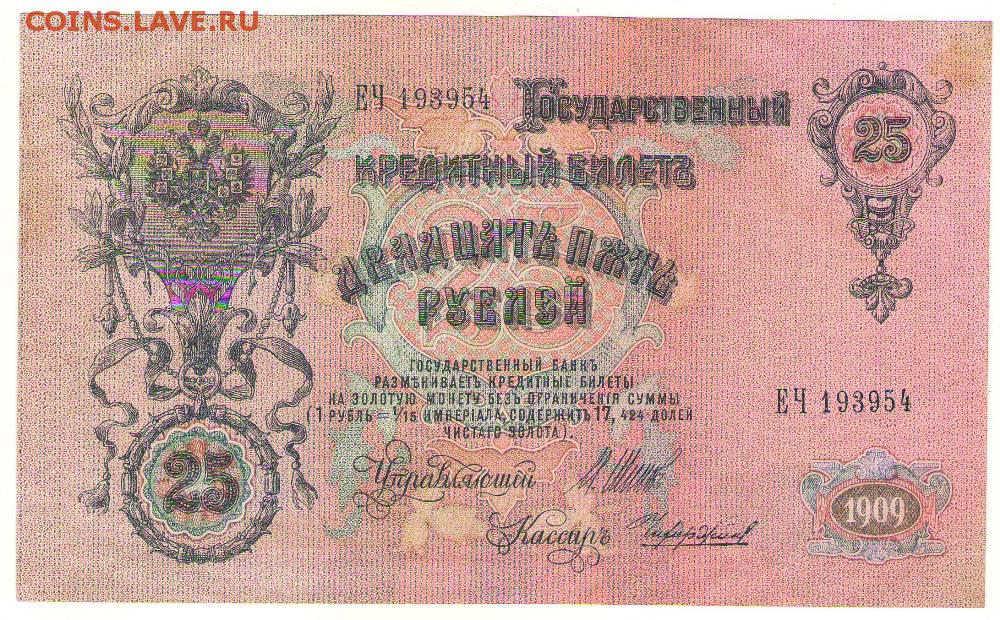 COINS.LAVE.RU
ЕЧ 193954
ГОСУДАРСТВЕННЫЙ
КРЕДИТНЫЙ БИЛЕТЪ
ДВАДЦАТЬ ПЯТЬ
РУБЛЕЙ
25
ГОСУДАРСТВЕННЫЙ БАНКЪ
РАЗМѢНИВАЕТЪ КРЕДИТНЫЕ БИЛЕТЫ
НА ЗОЛОТУЮ МОНЕТУ БЕЗЪ ОГРАНИЧЕНІЯ СУММЫ
(1 РУБЛЬ = 1/15 ИМПЕРІАЛА, СОДЕРЖИТЪ 17, 424 ДОЛЕЙ
ЧИСТАГО ЗОЛОТА).
ЕЧ 193954
Управляющій
Кассиръ
25
1909